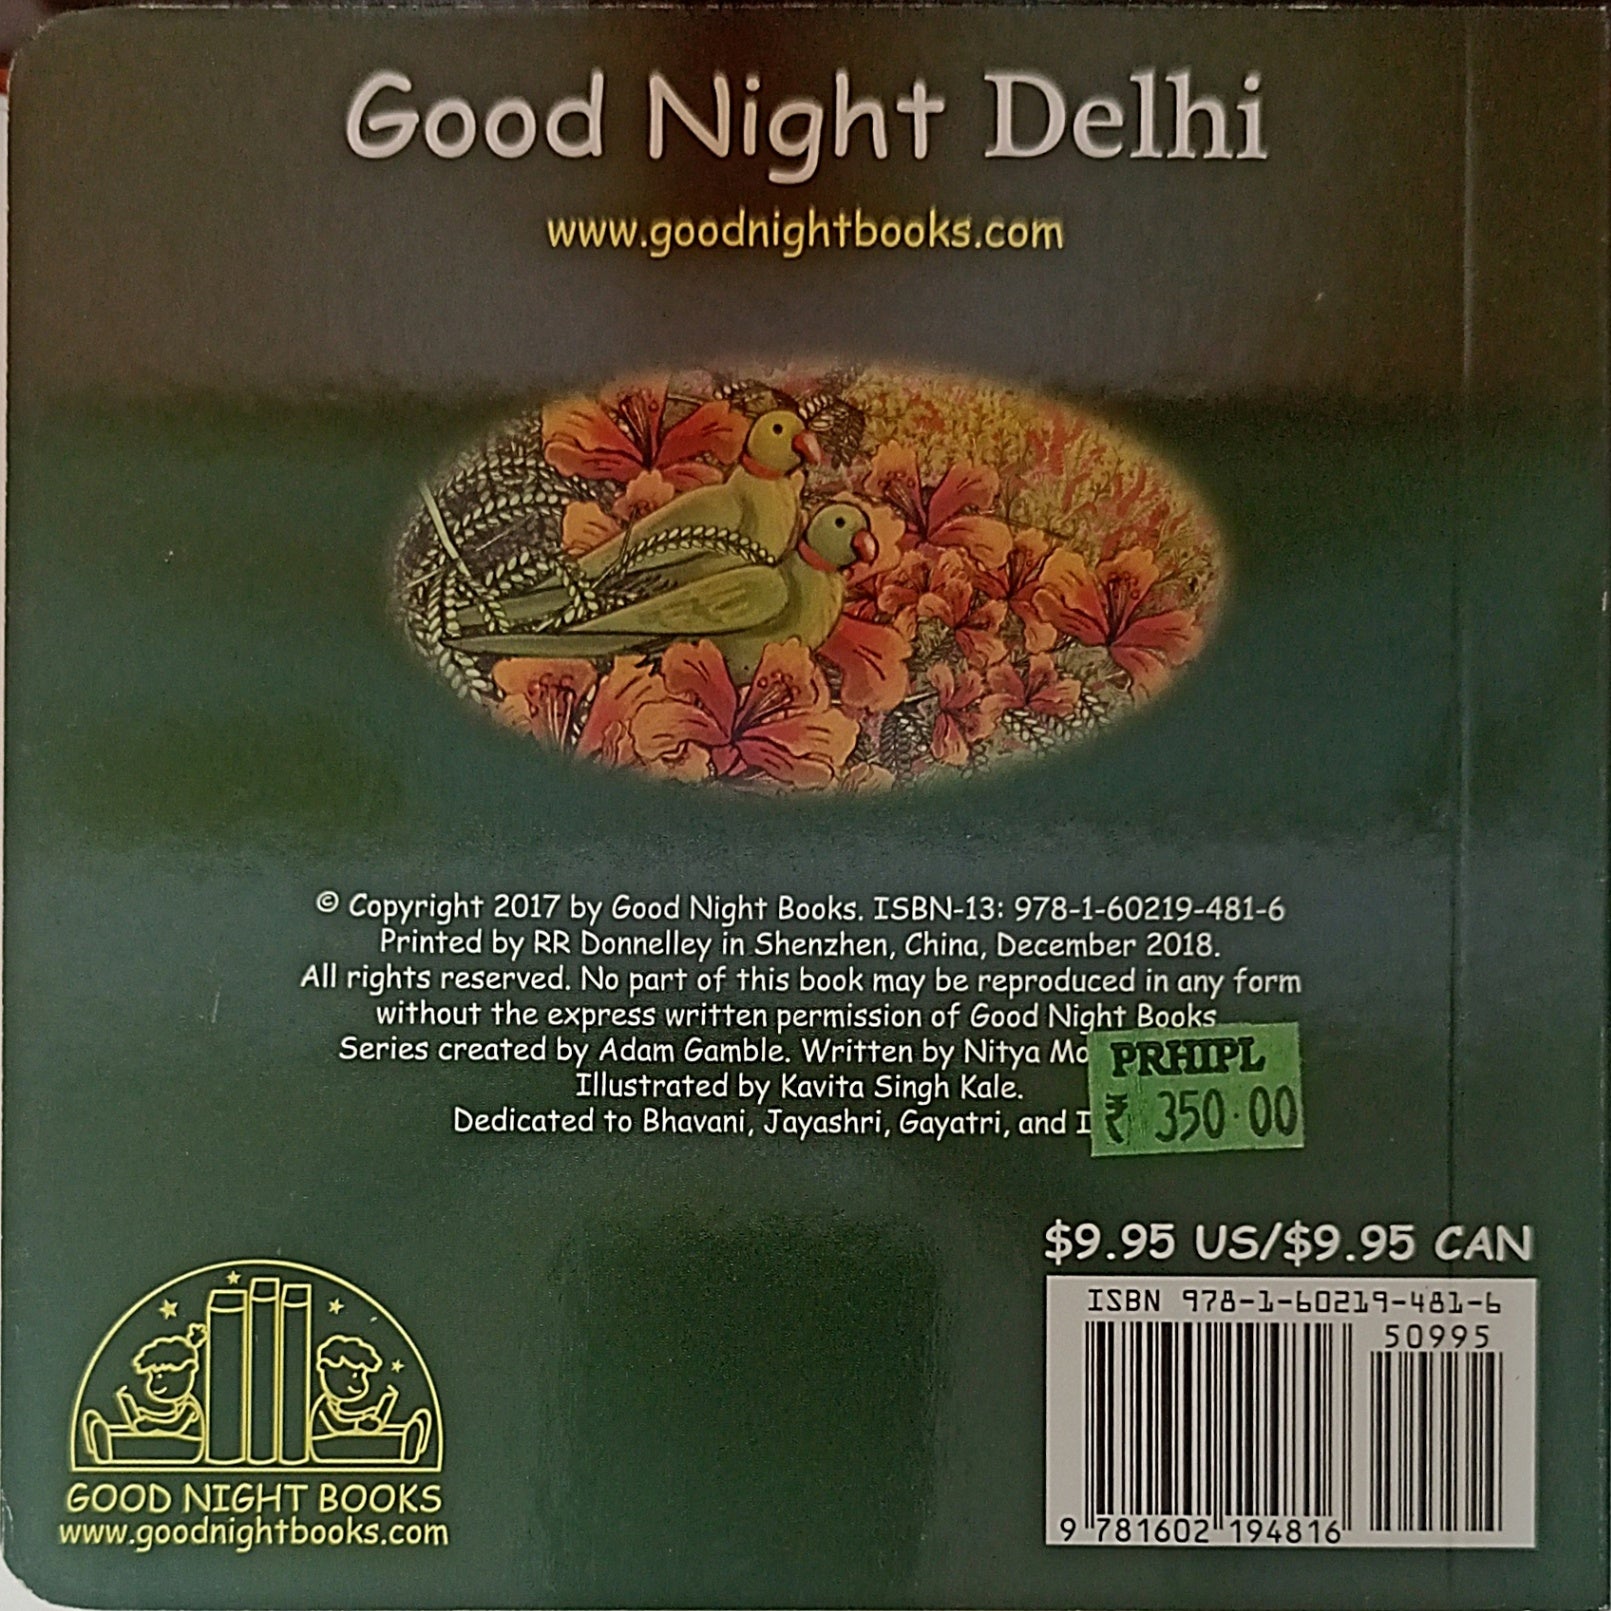 Good Night Delhi
www.goodnightbooks.com
© Copyright 2017 by Good Night Books. ISBN-13: 978-1-60219-481-6
Printed by RR Donnelley in Shenzhen, China, December 2018.
All rights reserved. No part of this book may be reproduced in any form
without the express written permission of Good Night Books
Series created by Adam Gamble. Written by Nitya
Illustrated by Kavita Singh Kale.
Dedicated to Bhavani, Jayashri, Gayatri, and
PRHIPL
₹ 350.00
$9.95 US/$9.95 CAN
ISBN 978-1-60219-481-6
50995
9 781602 194816
GOOD NIGHT BOOKS
www.goodnightbooks.com